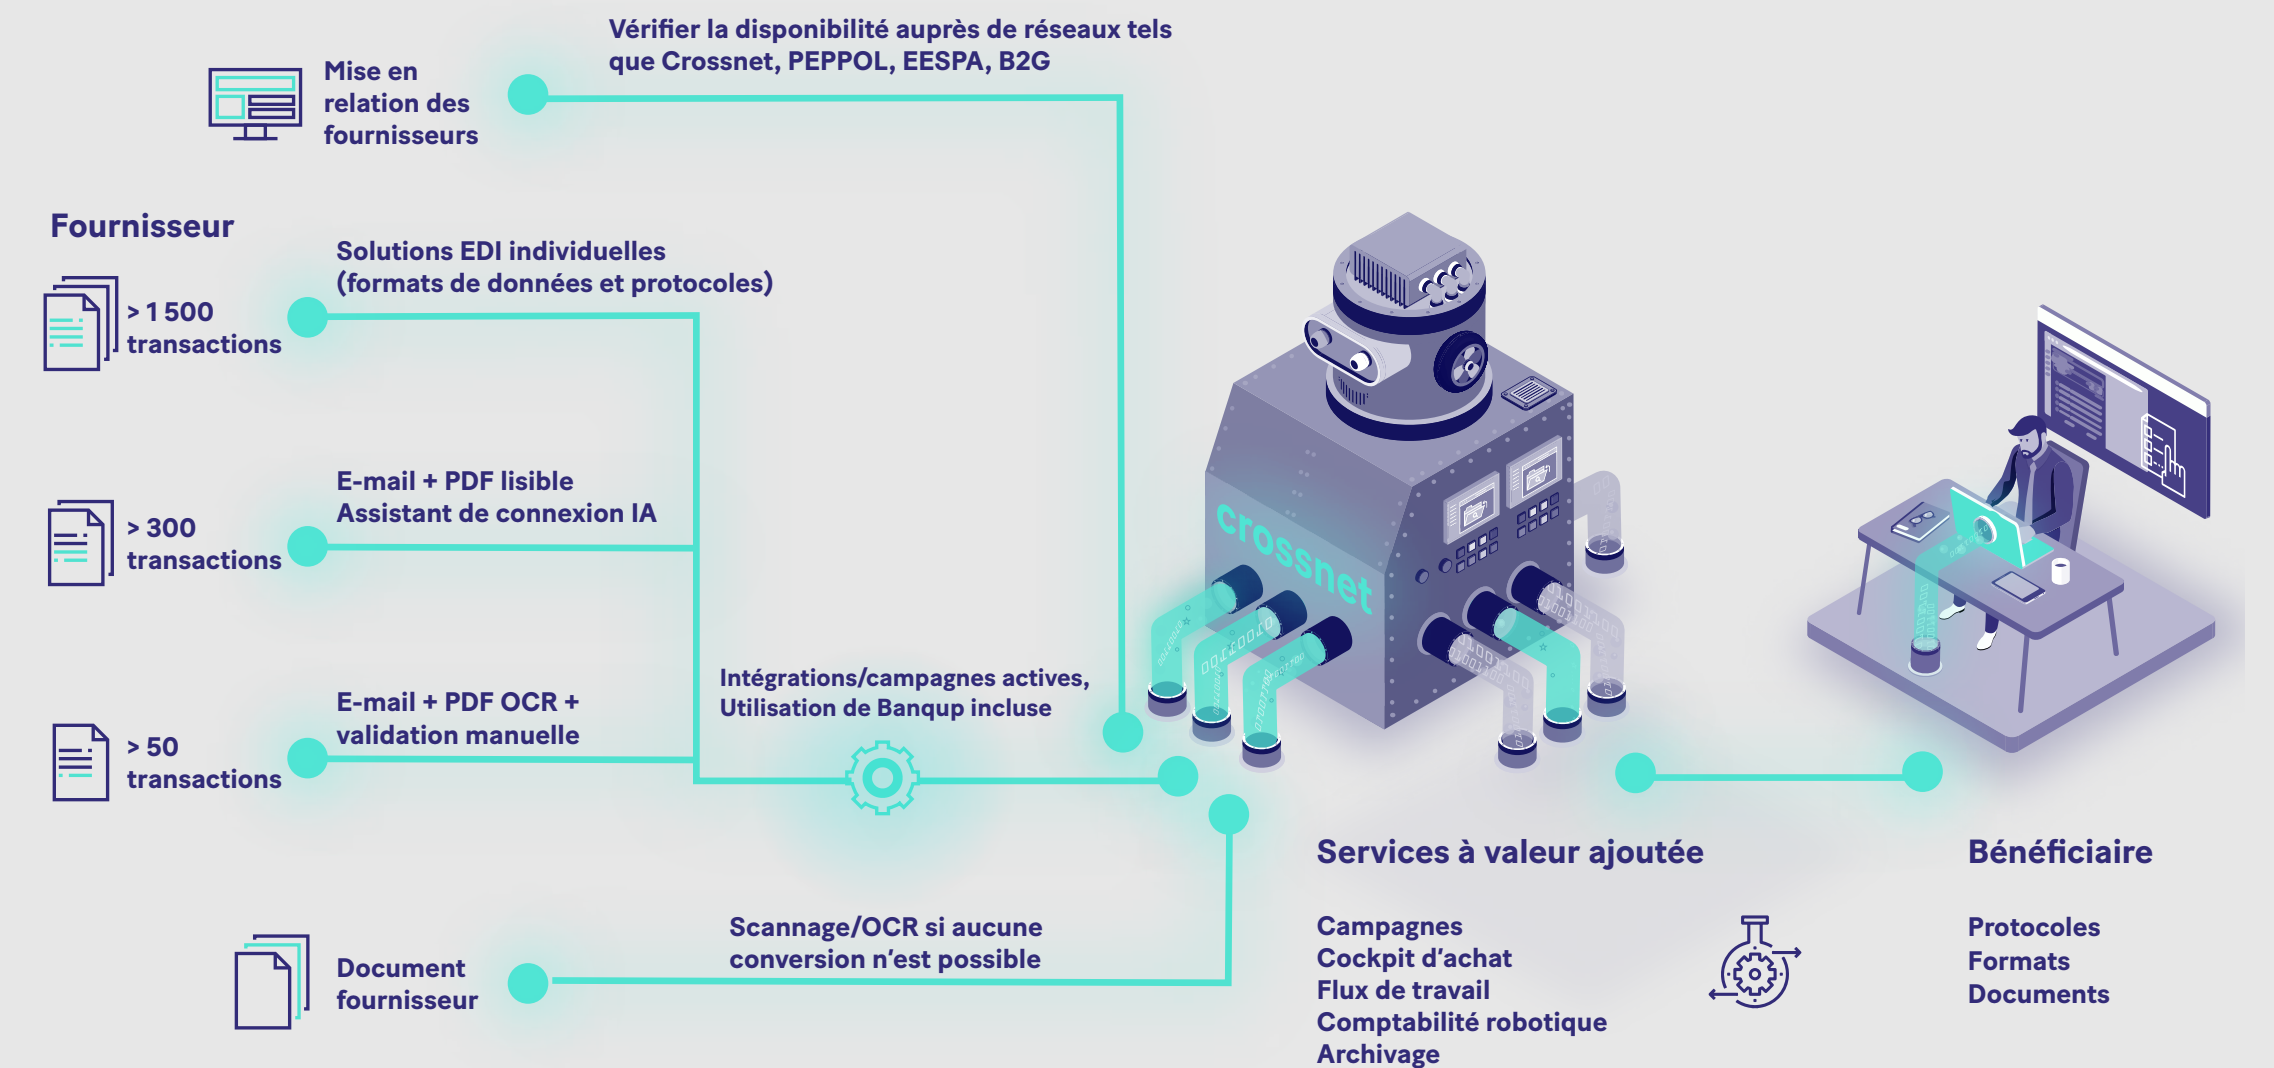 Vérifier la disponibilité auprès de réseaux tels
que Crossnet, PEPPOL, EESPA, B2G
Mise en
relation des
fournisseurs
Fournisseur
Solutions EDI individuelles
(formats de données et protocoles)
> 1 500
transactions
E-mail + PDF lisible
Assistant de connexion IA
> 300
transactions
E-mail + PDF OCR +
validation manuelle
> 50
transactions
Intégrations/campagnes actives,
Utilisation de Banqup incluse
crossnet
Scannage/OCR si aucune
conversion n'est possible
Document
fournisseur
Services à valeur ajoutée
Campagnes
Cockpit d'achat
Flux de travail
Comptabilité robotique
Archivage
Bénéficiaire
Protocoles
Formats
Documents